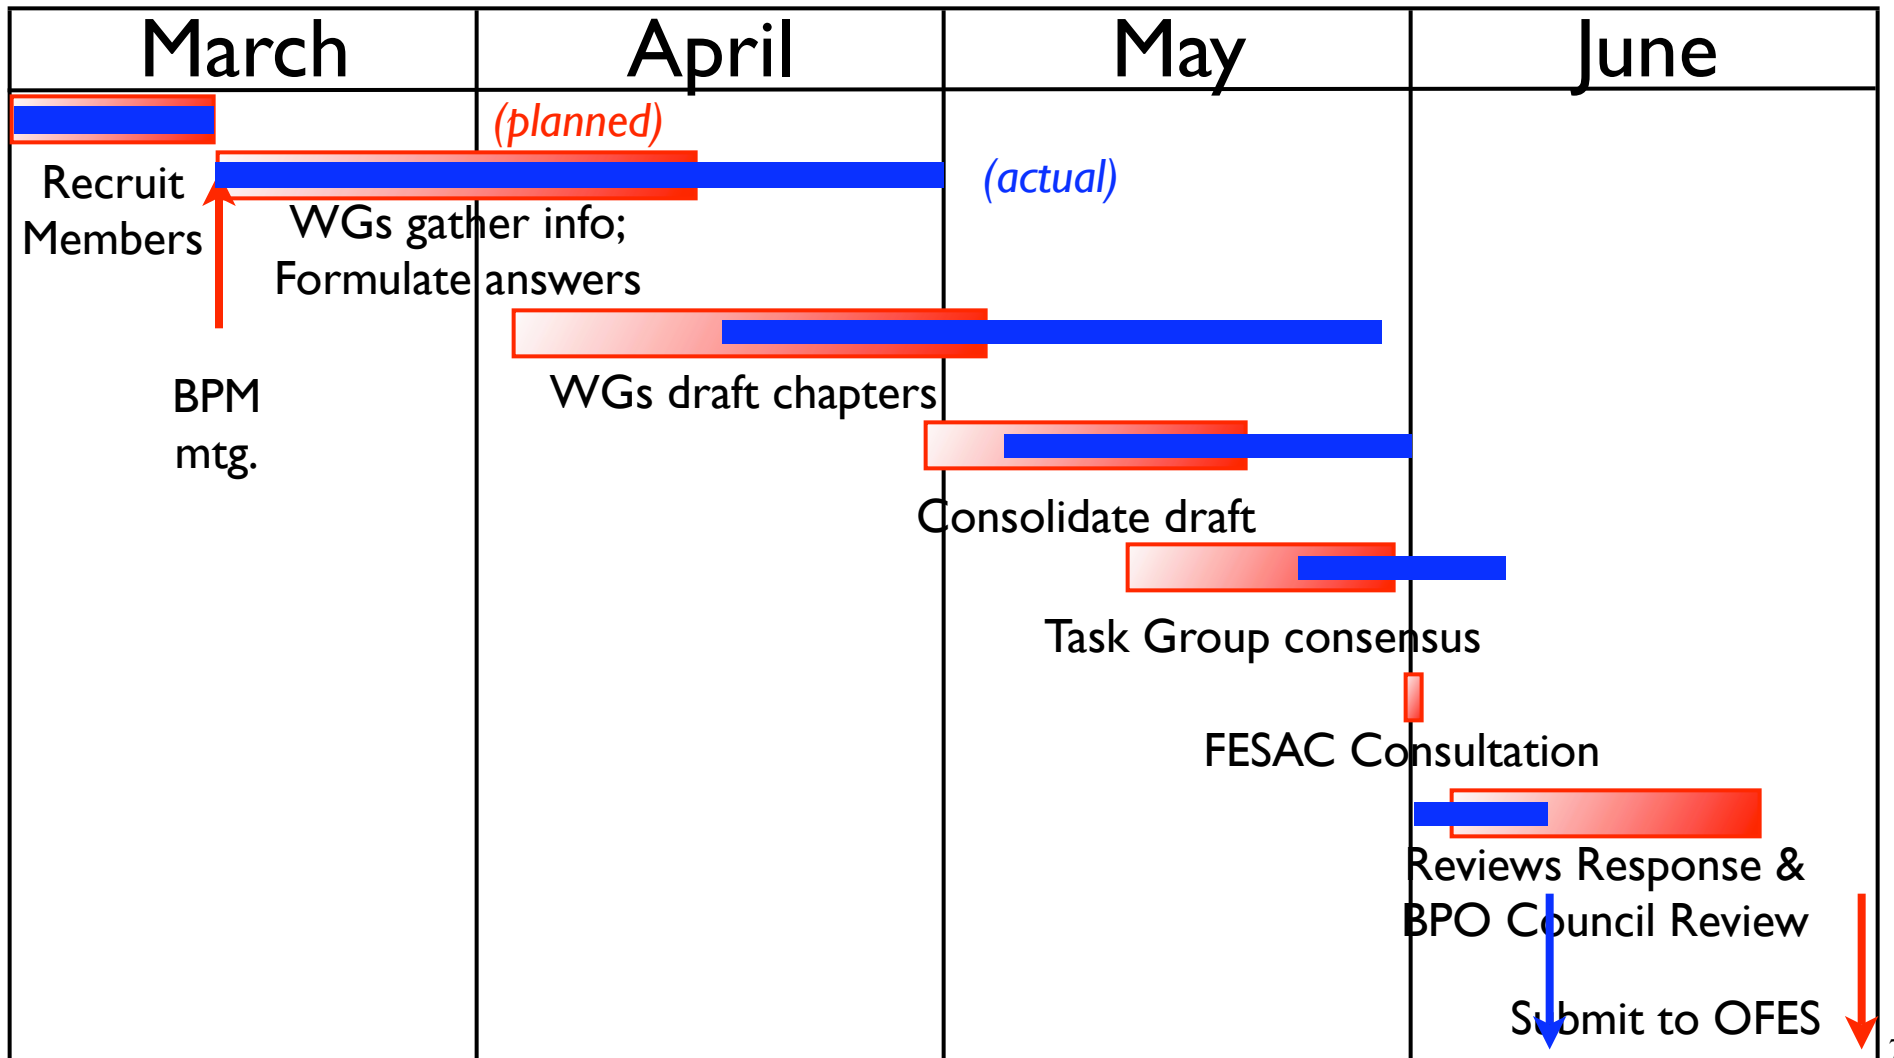 March April May June
(planned)
(actual)
Recruit
Members
WGs gather info;
Formulate answers
BPM
mtg.
WGs draft chapters
Consolidate draft
Task Group consensus
FESAC Consultation
Reviews Response &
BPO Council Review
Submit to OFES